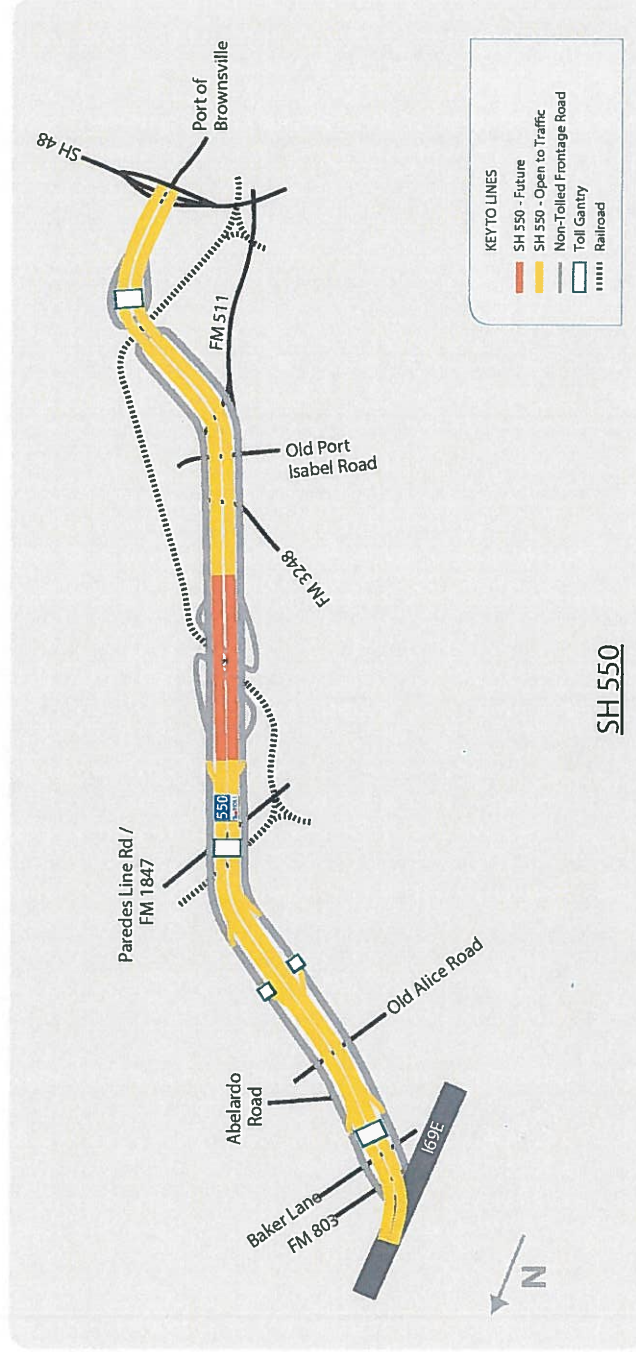 SH 48
Port of
Brownsville
FM 511
Old Port
Isabel Road
FM 3248
Paredes Line Rd /
FM 1847
550
Old Alice Road
Abelardo
Road
Baker Lane
FM 803
I69E
N
KEY TO LINES
SH 550 - Future
SH 550 - Open to Traffic
Non-Tolled Frontage Road
Toll Gantry
Railroad
SH 550